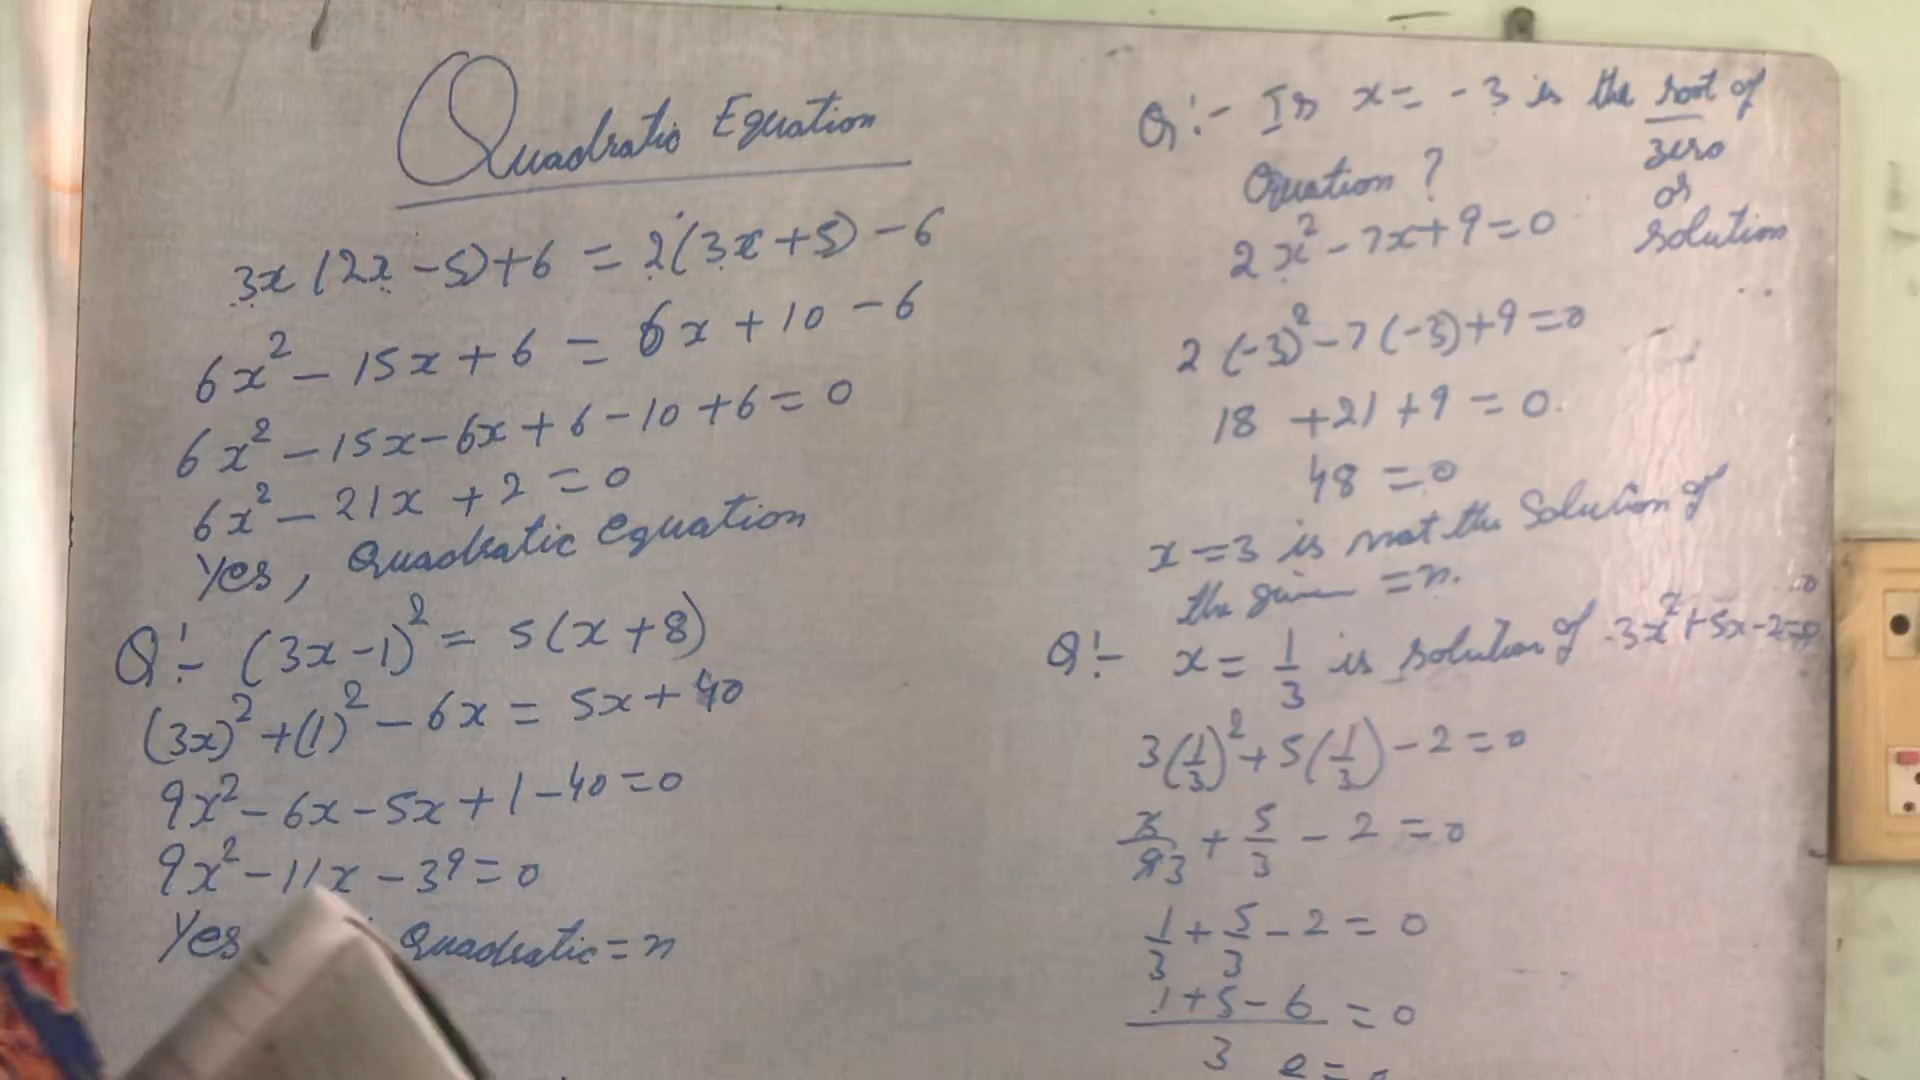 Quadratic Equation
3x (2x - 5) + 6 = 2(3x + 5) - 6
6x² - 15x + 6 = 6x + 10 - 6
6x² - 15x - 6x + 6 - 10 + 6 = 0
6x² - 21x + 2 = 0
Yes, Quadratic Equation
Q:- (3x - 1)² = 5(x + 8)
(3x)² + (1)² - 6x = 5x + 40
9x² - 6x - 5x + 1 - 40 = 0
9x² - 11x - 39 = 0
Yes Quadratic = n
Q:- Is x = -3 is the root of
zero
or
solution
Equation ?
2x² - 7x + 9 = 0
2(-3)² - 7(-3) + 9 = 0
18 + 21 + 9 = 0
48 = 0
x = 3 is not the Solution of
the given = n.
Q:- x = 1/3 is solution of 3x² + 5x - 2 = 0
3(1/3)² + 5(1/3) - 2 = 0
3/93 + 5/3 - 2 = 0
1/3 + 5/3 - 2 = 0
1 + 5 - 6 / 3 = 0
0 = 0